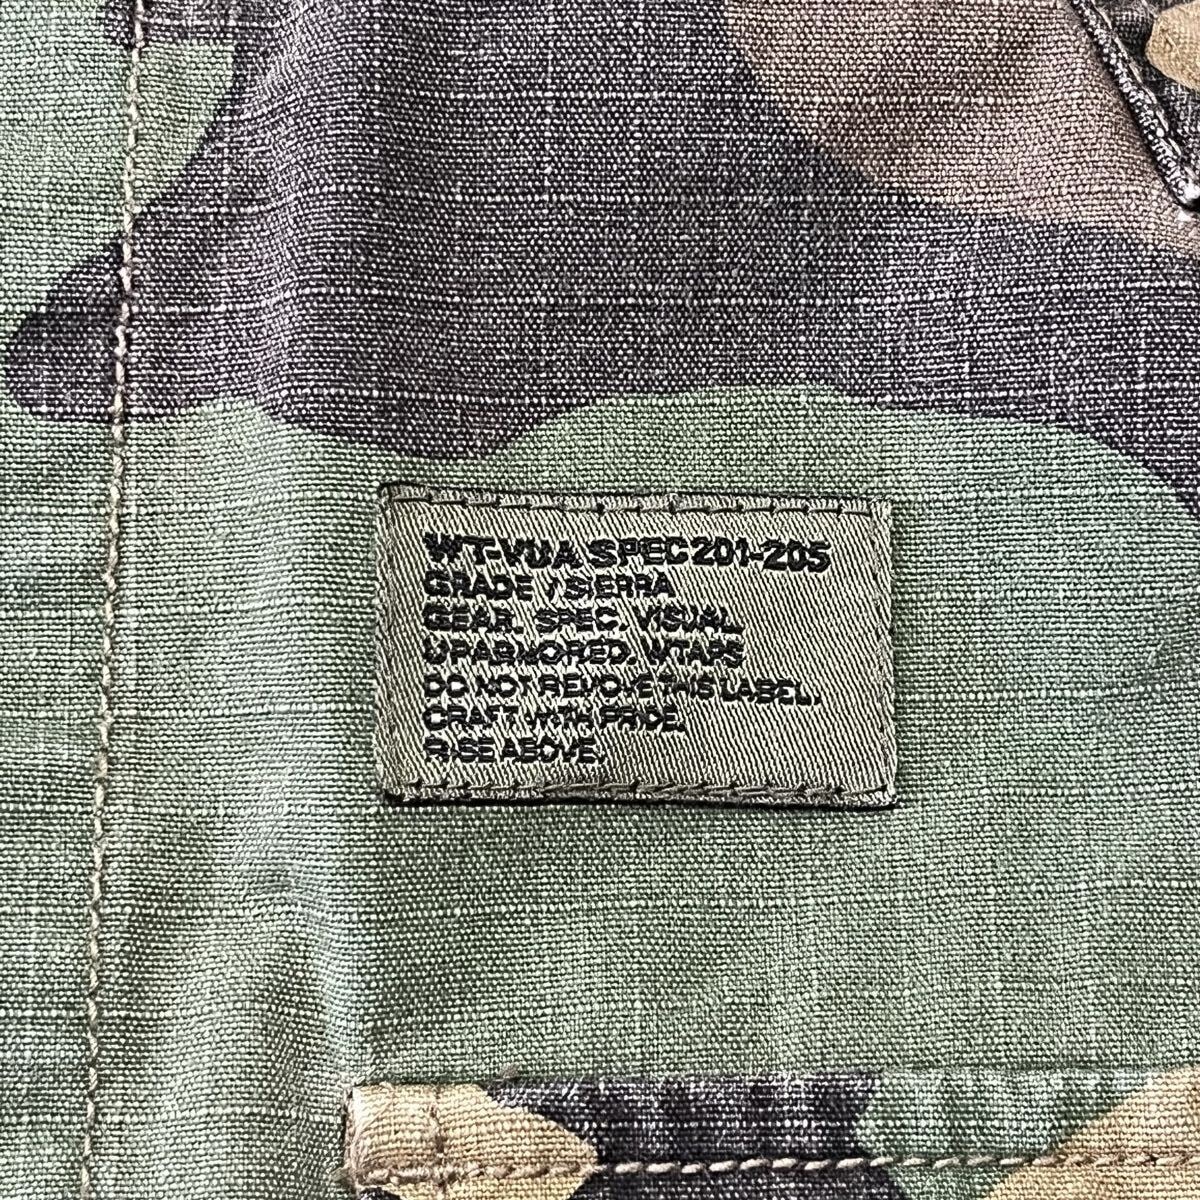 WT-VUA SPEC 201-205
GRADE / SIERRA
GEAR. SPEC. VISUAL
UPARMORED. WTAPS
DO NOT REMOVE THIS LABEL.
CRAFT WITH PRIDE.
RISE ABOVE.